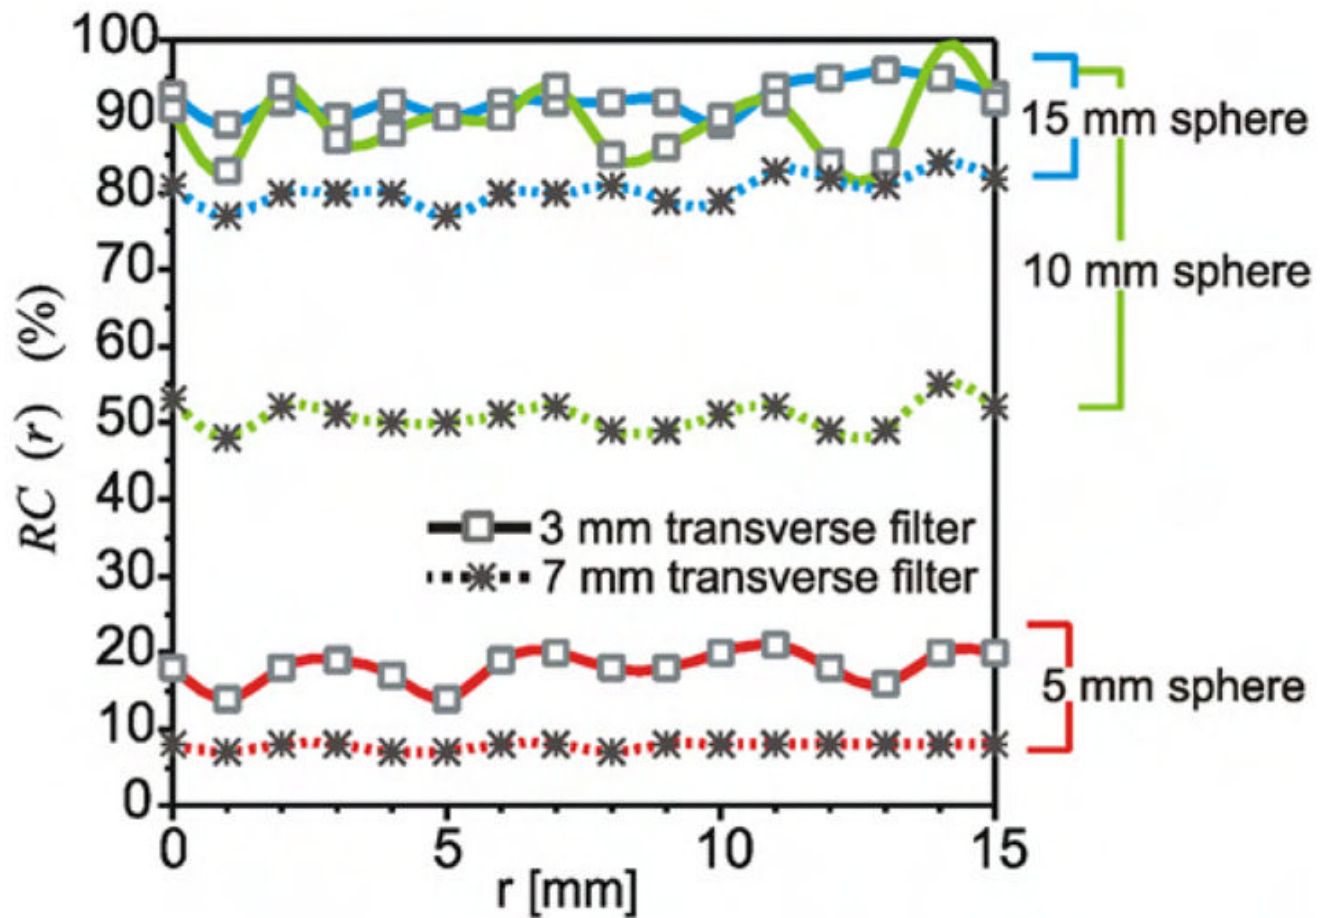 100
90
80
70
60
50
40
30
20
10
0
RC (r) (%)
0 5 10 15
r [mm]
3 mm transverse filter
7 mm transverse filter
15 mm sphere
10 mm sphere
5 mm sphere